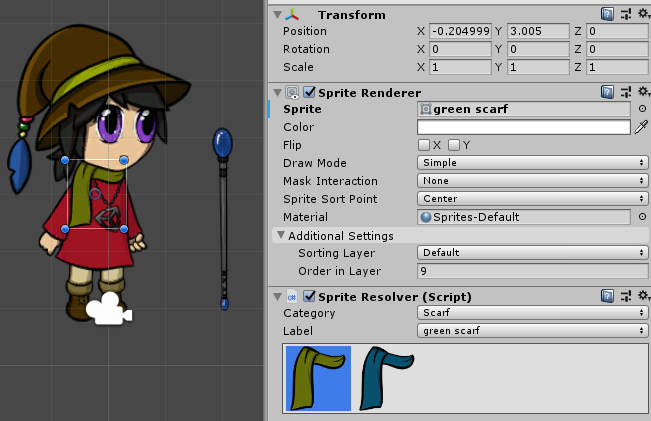 Transform
Position X -0.204999 Y 3.005 Z 0
Rotation X 0 Y 0 Z 0
Scale X 1 Y 1 Z 1
Sprite Renderer
Sprite green scarf
Color
Flip X Y
Draw Mode Simple
Mask Interaction None
Sprite Sort Point Center
Material Sprites-Default
Additional Settings
Sorting Layer Default
Order in Layer 9
C# Sprite Resolver (Script)
Category Scarf
Label green scarf